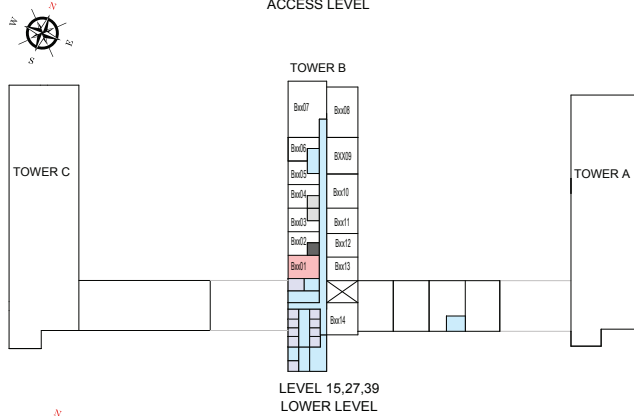 ACCESS LEVEL
N
W
E
S
TOWER B
Bxx07
Bxx08
Bxx06
BXX09
Bxx05
TOWER C
TOWER A
Bxx04
Bxx10
Bxx03
Bxx11
Bxx02
Bxx12
Bxx01
Bxx13
Bxx14
LEVEL 15,27,39
LOWER LEVEL
N